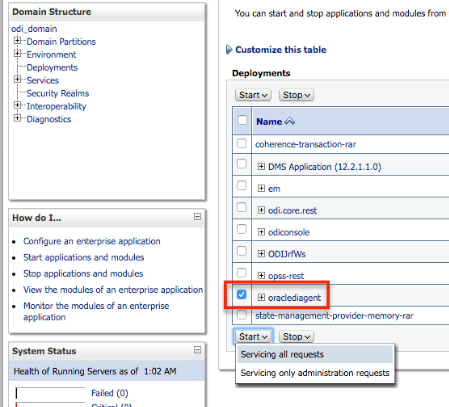 Domain Structure
odi_domain
Domain Partitions
Environment
Deployments
Services
Security Realms
Interoperability
Diagnostics
How do I...
Configure an enterprise application
Start applications and modules
Stop applications and modules
View the modules of an enterprise application
Monitor the modules of an enterprise
application
System Status
Health of Running Servers as of 1:02 AM
Failed (0)
Critical (0)
You can start and stop applications and modules from
Customize this table
Deployments
Start Stop
Name
coherence-transaction-rar
DMS Application (12.2.1.1.0)
em
odi.core.rest
odiconsole
ODIJrfWs
opss-rest
oraclediagent
state-management-provider-memory-rar
Start Stop
Servicing all requests
Servicing only administration requests